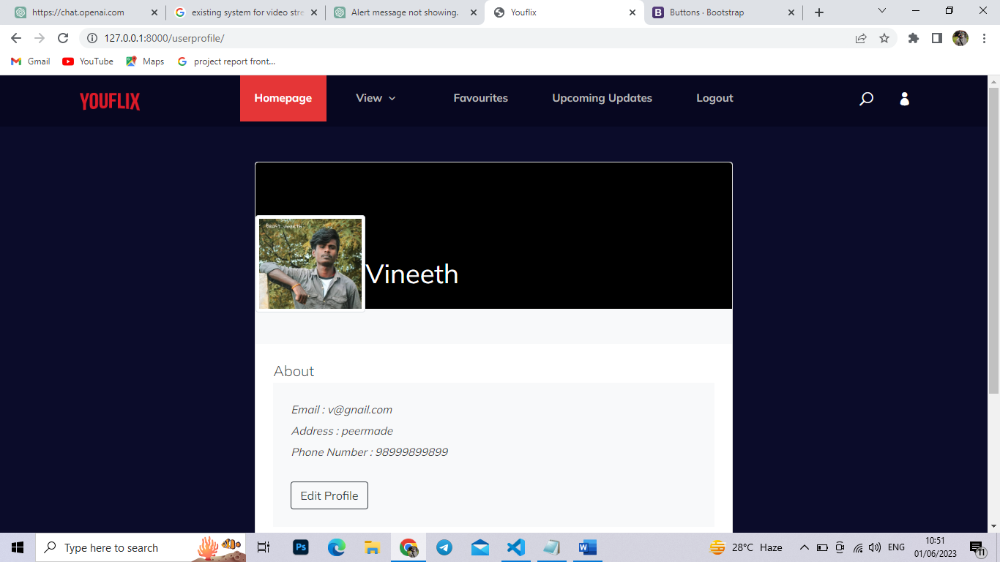 https://chat.openai.com
existing system for video stre
Alert message not showing.
Youflix
Buttons · Bootstrap
127.0.0.1:8000/userprofile/
Gmail
YouTube
Maps
project report front...
YOUFLIX
Homepage
View
Favourites
Upcoming Updates
Logout
Vineeth
About
Email : v@gnail.com
Address : peermade
Phone Number : 98999899899
Edit Profile
Type here to search
Ps
28°C Haze
ENG
10:51
01/06/2023
11